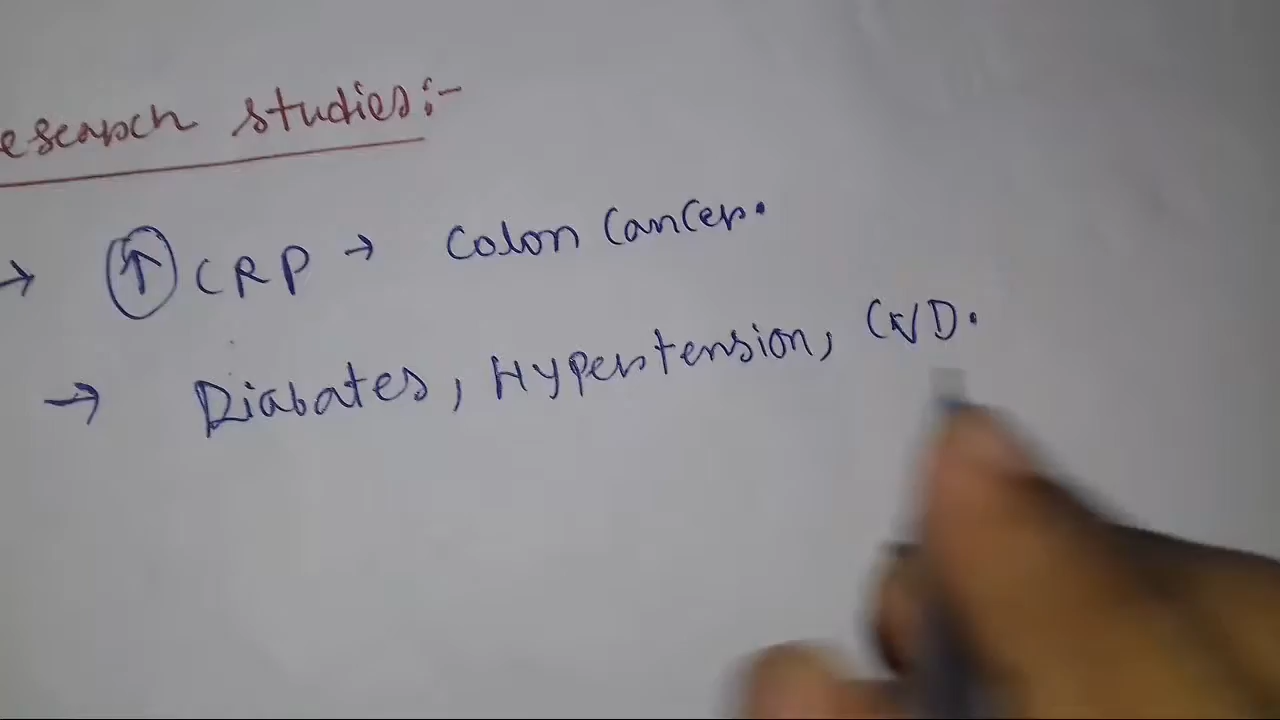 esearch studies:-
→ ↑ CRP → Colon Cancer.
→ Diabates, Hypertension, CVD.